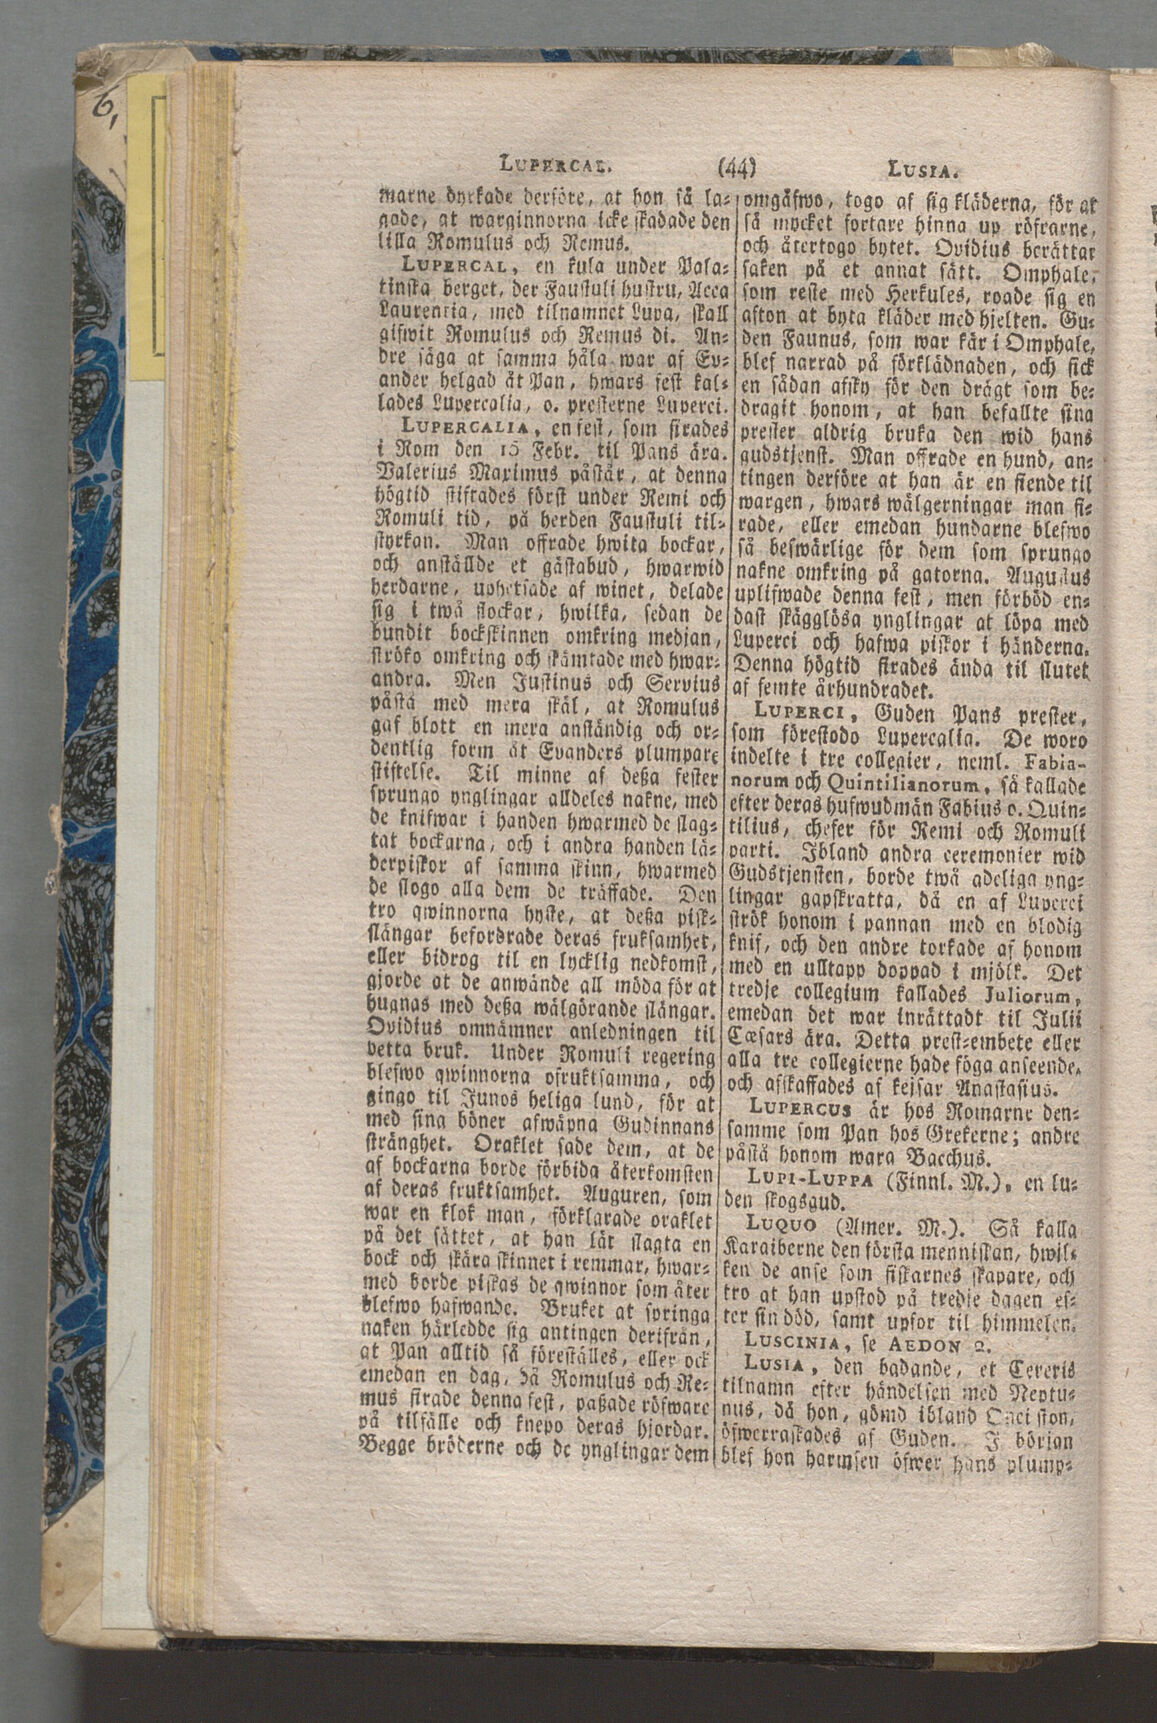 6,
LUPERCAL. (44) LUSIA.
marne dyrkade derföre, at hon så la-
gade, at warginnorna icke skadade den
lilla Romulus och Remus.
LUPERCAL, en kula under Pala-
tinska berget, der Faustuli hustru, Acca
Laurentia, med tilnamnet Lupa, skall
gifwit Romulus och Remus di. An-
dre säga at samma håla war af Ev-
ander helgad åt Pan, hwars fest kal-
lades Lupercalia, o. presterne Luperci.
LUPERCALIA, en fest, som firades
i Rom den 15 Febr. til Pans ära.
Valerius Maximus påstår, at denna
högtid stiftades först under Remi och
Romuli tid, på herden Faustuli til-
styrkan. Man offrade hwita bockar,
och anställde et gästabud, hwarwid
herdarne, uphetsade af winet, delade
sig i twå flockar, hwilka, sedan de
bundit bockskinnen omkring medjan,
ströko omkring och skämtade med hwar-
andra. Men Justinus och Servius
påstå med mera skäl, at Romulus
gaf blott en mera anständig och or-
dentlig form åt Evanders plumpare
stiftelse. Til minne af deßa fester
sprungo ynglingar alldeles nakne, med
de knifwar i handen hwarmed de slag-
tat bockarna, och i andra handen lä-
derpiskor af samma skinn, hwarmed
de slogo alla dem de träffade. Den
tro qwinnorna hyste, at deßa pisk-
slängar befordrade deras fruksamhet,
eller bidrog til en lycklig nedkomst,
gjorde at de anwände all möda för at
hugnas med deßa wälgörande slängar.
Ovidius omnämner anledningen til
detta bruk. Under Romuli regering
blefwo qwinnorna ofruktsamma, och
gingo til Junos heliga lund, för at
med sina böner afwäpna Gudinnans
stränghet. Oraklet sade dem, at de
af bockarna borde förbida återkomsten
af deras fruktsamhet. Auguren, som
war en klok man, förklarade oraklet
på det sättet, at han lät slagta en
bock och skära skinnet i remmar, hwar-
med borde piskas de qwinnor som åter
blefwo hafwande. Bruket at springa
naken härledde sig antingen derifrån,
at Pan alltid så föreställes, eller ock
emedan en dag, då Romulus och Re-
mus firade denna fest, paßade röfware
på tilfälle och knepo deras hjordar.
Begge bröderne och de ynglingar dem
omgåfwo, togo af sig kläderna, för at
så mycket fortare hinna up röfrarne,
och återtogo bytet. Ovidius berättar
saken på et annat sätt. Omphale,
som reste med Herkules, roade sig en
afton at byta kläder med hjelten. Gu-
den Faunus, som war kär i Omphale,
blef narrad på förklädnaden, och fick
en sådan afsky för den drägt som be-
dragit honom, at han befallte sina
prester aldrig bruka den wid hans
gudstjenst. Man offrade en hund, an-
tingen derföre at han är en fiende til
wargen, hwars wälgerningar man fi-
rade, eller emedan hundarne blefwo
så beswärlige för dem som sprungo
nakne omkring på gatorna. Augustus
uplifwade denna fest, men förböd en-
dast skägglösa ynglingar at löpa med
Luperci och hafwa piskor i händerna.
Denna högtid firades ända til slutet
af femte århundradet.
LUPERCI, Guden Pans prester,
som förestodo Lupercalia. De woro
indelte i tre collegier, neml. Fabia-
norum och Quintilianorum, så kallade
efter deras hufwudmän Fabius o. Quin-
tilius, chefer för Remi och Romuli
parti. Ibland andra ceremonier wid
Gudstjensten, borde twå adeliga yng-
lingar gapskratta, då en af Luperci
strök honom i pannan med en blodig
knif, och den andre torkade af honom
med en ulltapp doppad i mjölk. Det
tredje collegium kallades Juliorum,
emedan det war inrättadt til Julii
Cæsars ära. Detta prest-embete eller
alla tre collegierne hade föga anseende,
och afskaffades af kejsar Anastasius.
LUPERCUS är hos Romarne den-
samme som Pan hos Grekerne; andre
påstå honom wara Bacchus.
LUPI-LUPPA (Finnl. M.), en lu-
den skogsgud.
LUQUO (Amer. M.). Så kalla
Karaiberne den första menniskan, hwil-
ken de anse som fiskarnes skapare, och
tro at han upstod på tredje dagen ef-
ter sin död, samt upfor til himmelen.
LUSCINIA, se AEDON 2.
LUSIA, den badande, et Cereris
tilnamn efter händelsen med Neptu-
nus, då hon, gömd ibland Oncii ston,
öfwerraskades af Guden. I början
blef hon harmsen öfwer hans plump-